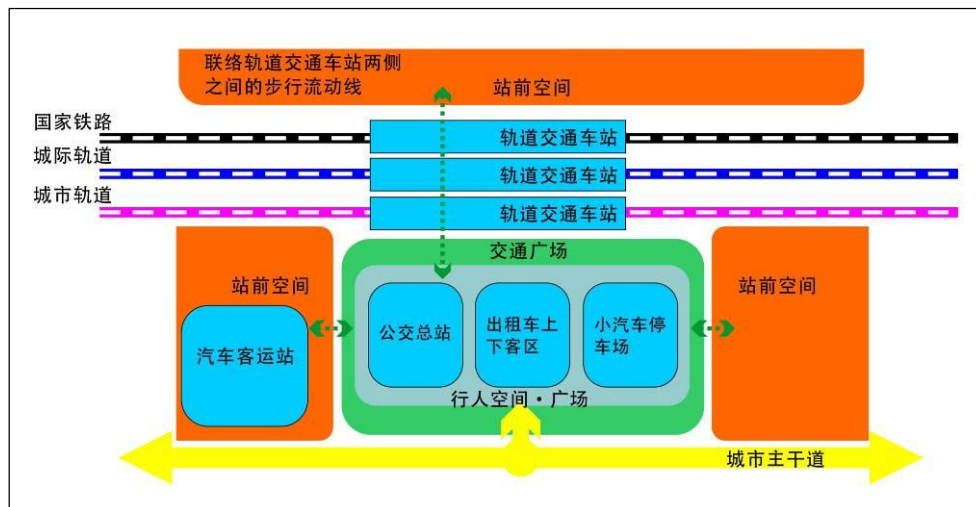 联络轨道交通车站两侧
之间的步行流动线
站前空间
国家铁路
轨道交通车站
城际轨道
轨道交通车站
城市轨道
轨道交通车站
交通广场
站前空间
站前空间
公交总站
出租车上
下客区
小汽车停
车场
汽车客运站
行人空间·广场
城市主干道